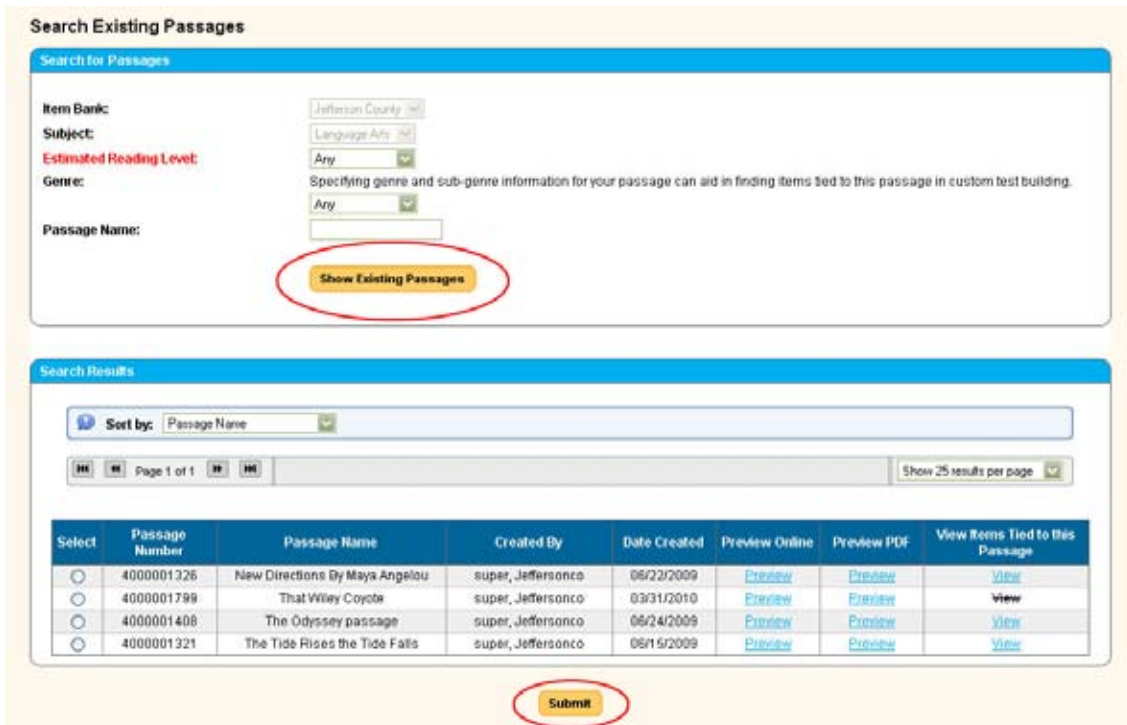 Search Existing Passages
Search for Passages
Item Bank: Jefferson County
Subject: Language Arts
Estimated Reading Level: Any
Genre: Specifying genre and sub-genre information for your passage can aid in finding items tied to this passage in custom test building.
Any
Passage Name:
Show Existing Passages
Search Results
Sort by: Passage Name
Page 1 of 1 Show 25 results per page
Select Passage Number Passage Name Created By Date Created Preview Online Preview PDF View Items Tied to this Passage
4000001326 New Directions By Maya Angelou super, Jeffersonco 06/22/2009 Preview Preview View
4000001799 That Wiley Coyote super, Jeffersonco 03/31/2010 Preview Preview View
4000001408 The Odyssey passage super, Jeffersonco 06/24/2009 Preview Preview View
4000001321 The Tide Rises the Tide Falls super, Jeffersonco 06/15/2009 Preview Preview View
Submit